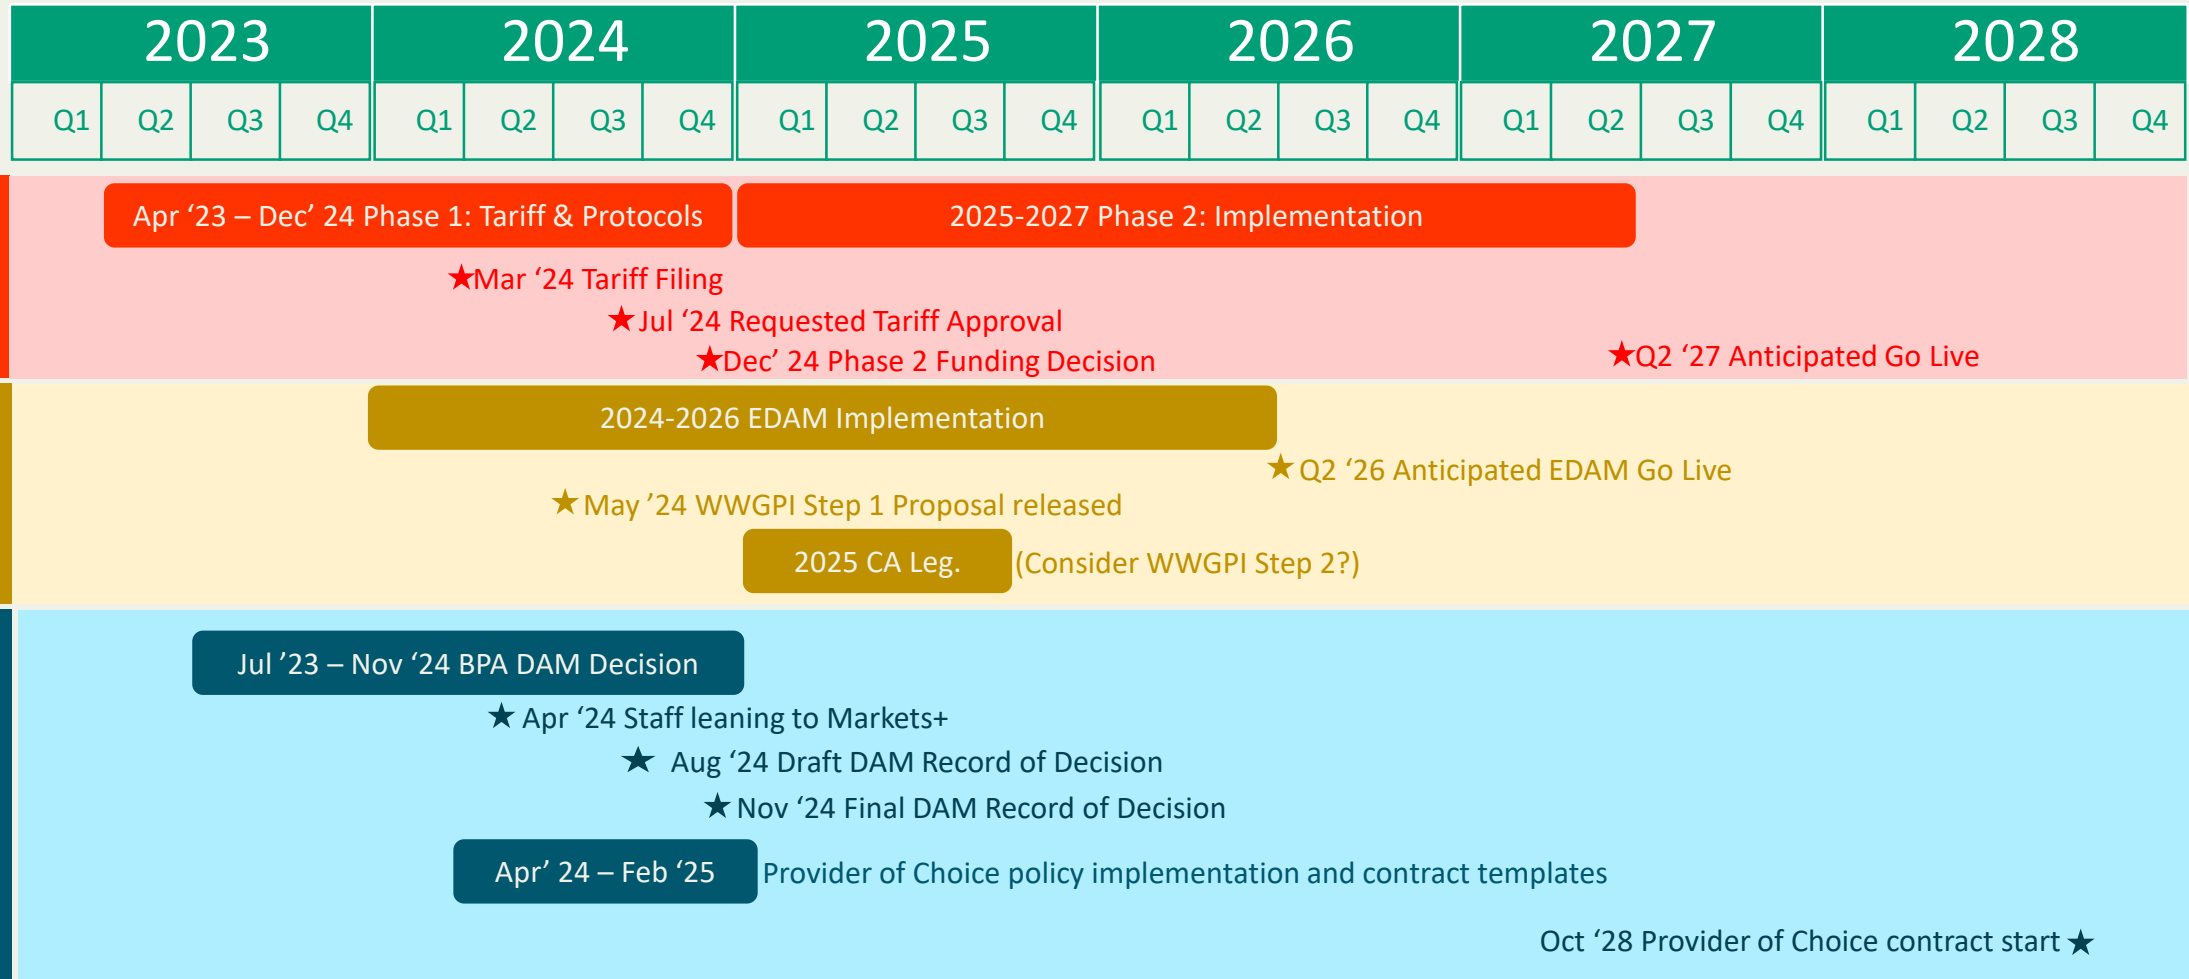 2023 2024 2025 2026 2027 2028
Q1 Q2 Q3 Q4 Q1 Q2 Q3 Q4 Q1 Q2 Q3 Q4 Q1 Q2 Q3 Q4 Q1 Q2 Q3 Q4 Q1 Q2 Q3 Q4
Apr ‘23 – Dec’ 24 Phase 1: Tariff & Protocols
2025-2027 Phase 2: Implementation
Mar ‘24 Tariff Filing
Jul ‘24 Requested Tariff Approval
Dec’ 24 Phase 2 Funding Decision
Q2 ‘27 Anticipated Go Live
2024-2026 EDAM Implementation
Q2 ‘26 Anticipated EDAM Go Live
May ’24 WWGPI Step 1 Proposal released
2025 CA Leg.
(Consider WWGPI Step 2?)
Jul ’23 – Nov ‘24 BPA DAM Decision
Apr ‘24 Staff leaning to Markets+
Aug ‘24 Draft DAM Record of Decision
Nov ‘24 Final DAM Record of Decision
Apr’ 24 – Feb ‘25
Provider of Choice policy implementation and contract templates
Oct ‘28 Provider of Choice contract start